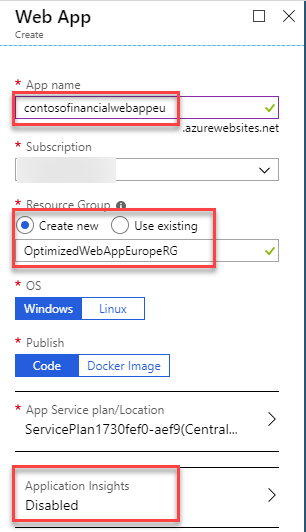 Web App
Create
* App name
contosofinancialwebappeu
.azurewebsites.net
* Subscription
* Resource Group
Create new Use existing
OptimizedWebAppEuropeRG
* OS
Windows Linux
* Publish
Code Docker Image
* App Service plan/Location
ServicePlan1730fef0-aef9(Central...
Application Insights
Disabled